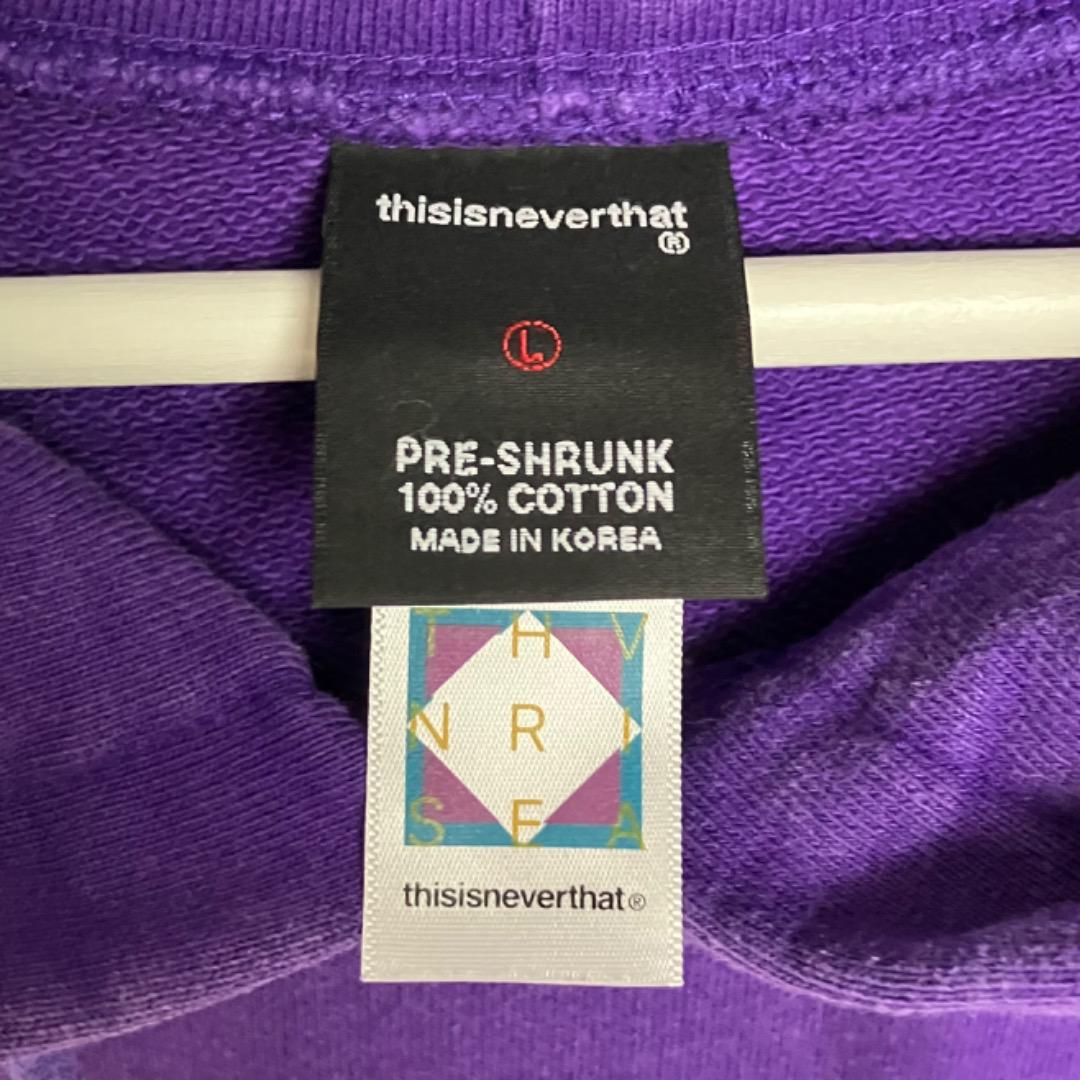 thisisneverthat
®
L
PRE-SHRUNK
100% COTTON
MADE IN KOREA
T H V
N R I
S E A
thisisneverthat®